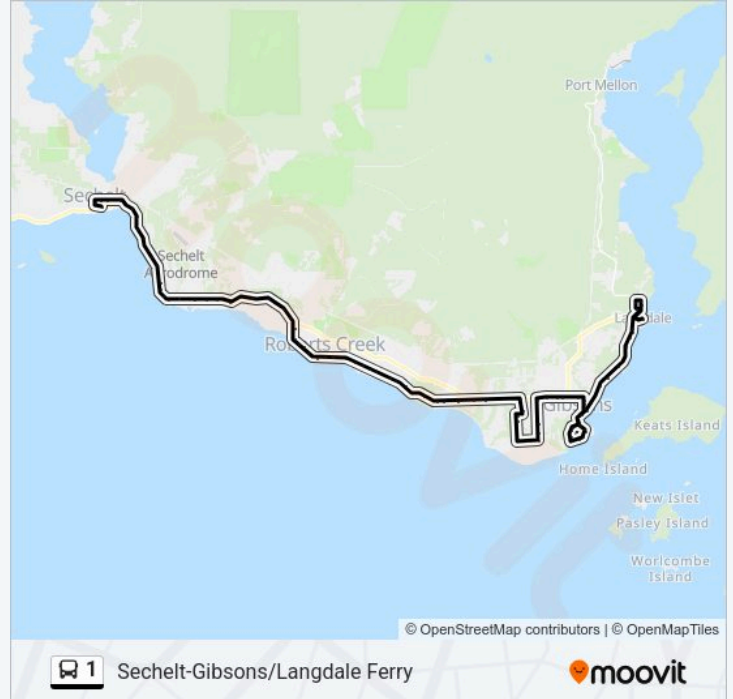 Port Mellon
Sechelt
Sechelt
Aerodrome
Langdale
Roberts Creek
Gibsons
Keats Island
Home Island
New Islet
Pasley Island
Worlcombe
Island
© OpenStreetMap contributors | © OpenMapTiles
1 Sechelt-Gibsons/Langdale Ferry
moovit